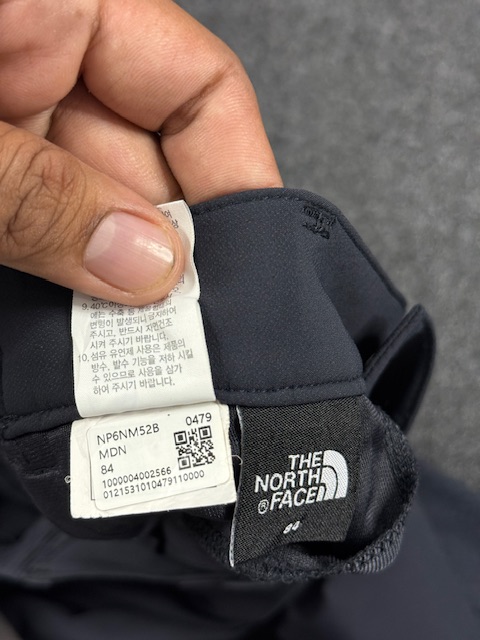 9. 40℃
에는 수축 등
변형이 발생되니
주시고, 반드시 자연건조
시켜 주시기 바랍니다.
10. 섬유 유연제 사용은 제품의
방수, 발수 기능을 저하 시킬
수 있으므로 사용을 삼가
하여 주시기 바랍니다.
0479
NP6NM52B
MDN
84
1000004002566
0121531010479110000
THE
NORTH
FACE
®
84